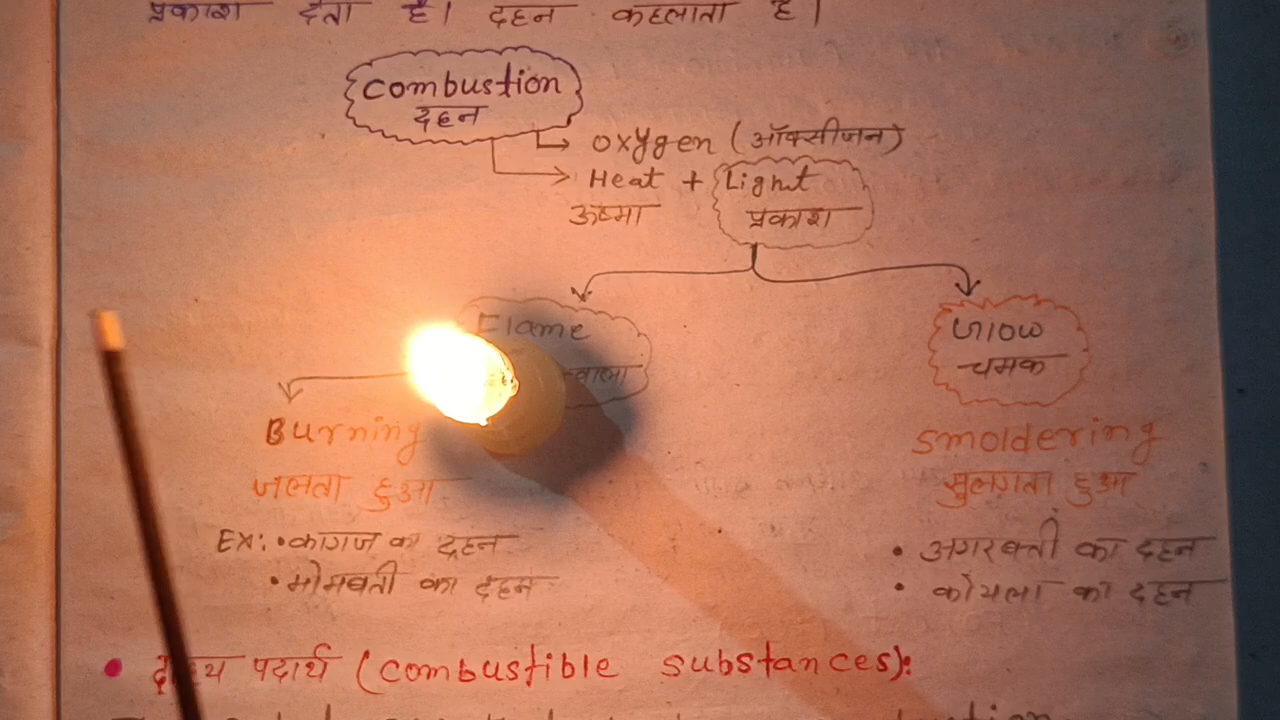 प्रकाश देता है। दहन कहलाता है।
Combustion
दहन
Oxygen (ऑक्सीजन)
Heat + Light
ऊष्मा प्रकाश
Flame Glow
चमक
Burning Smoldering
जलता हुआ सुलगता हुआ
Ex: • कागज का दहन • अगरबत्ती का दहन
• मोमबत्ती का दहन • कोयला का दहन
• पदार्थ (Combustible substances):